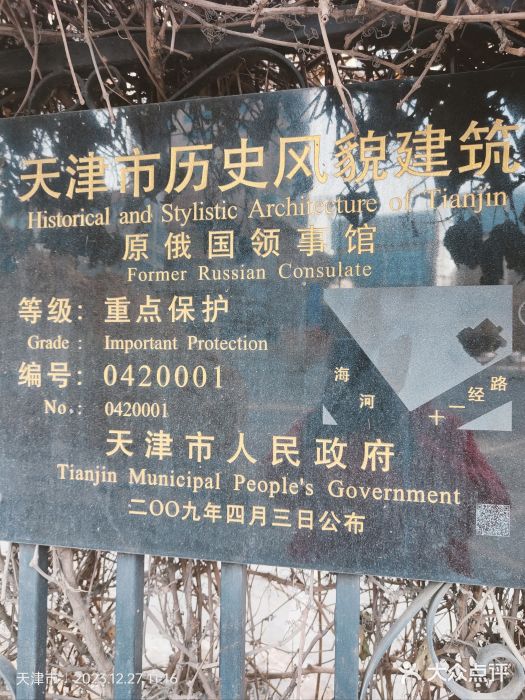 天津市历史风貌建筑
Historical and Stylistic Architecture of Tianjin
原俄国领事馆
Former Russian Consulate
等级：重点保护
Grade : Important Protection
编号：0420001
No. : 0420001
海河
十一经路
天津市人民政府
Tianjin Municipal People's Government
二〇〇九年四月三日公布
天津市 2023.12.27 11:16
大众点评